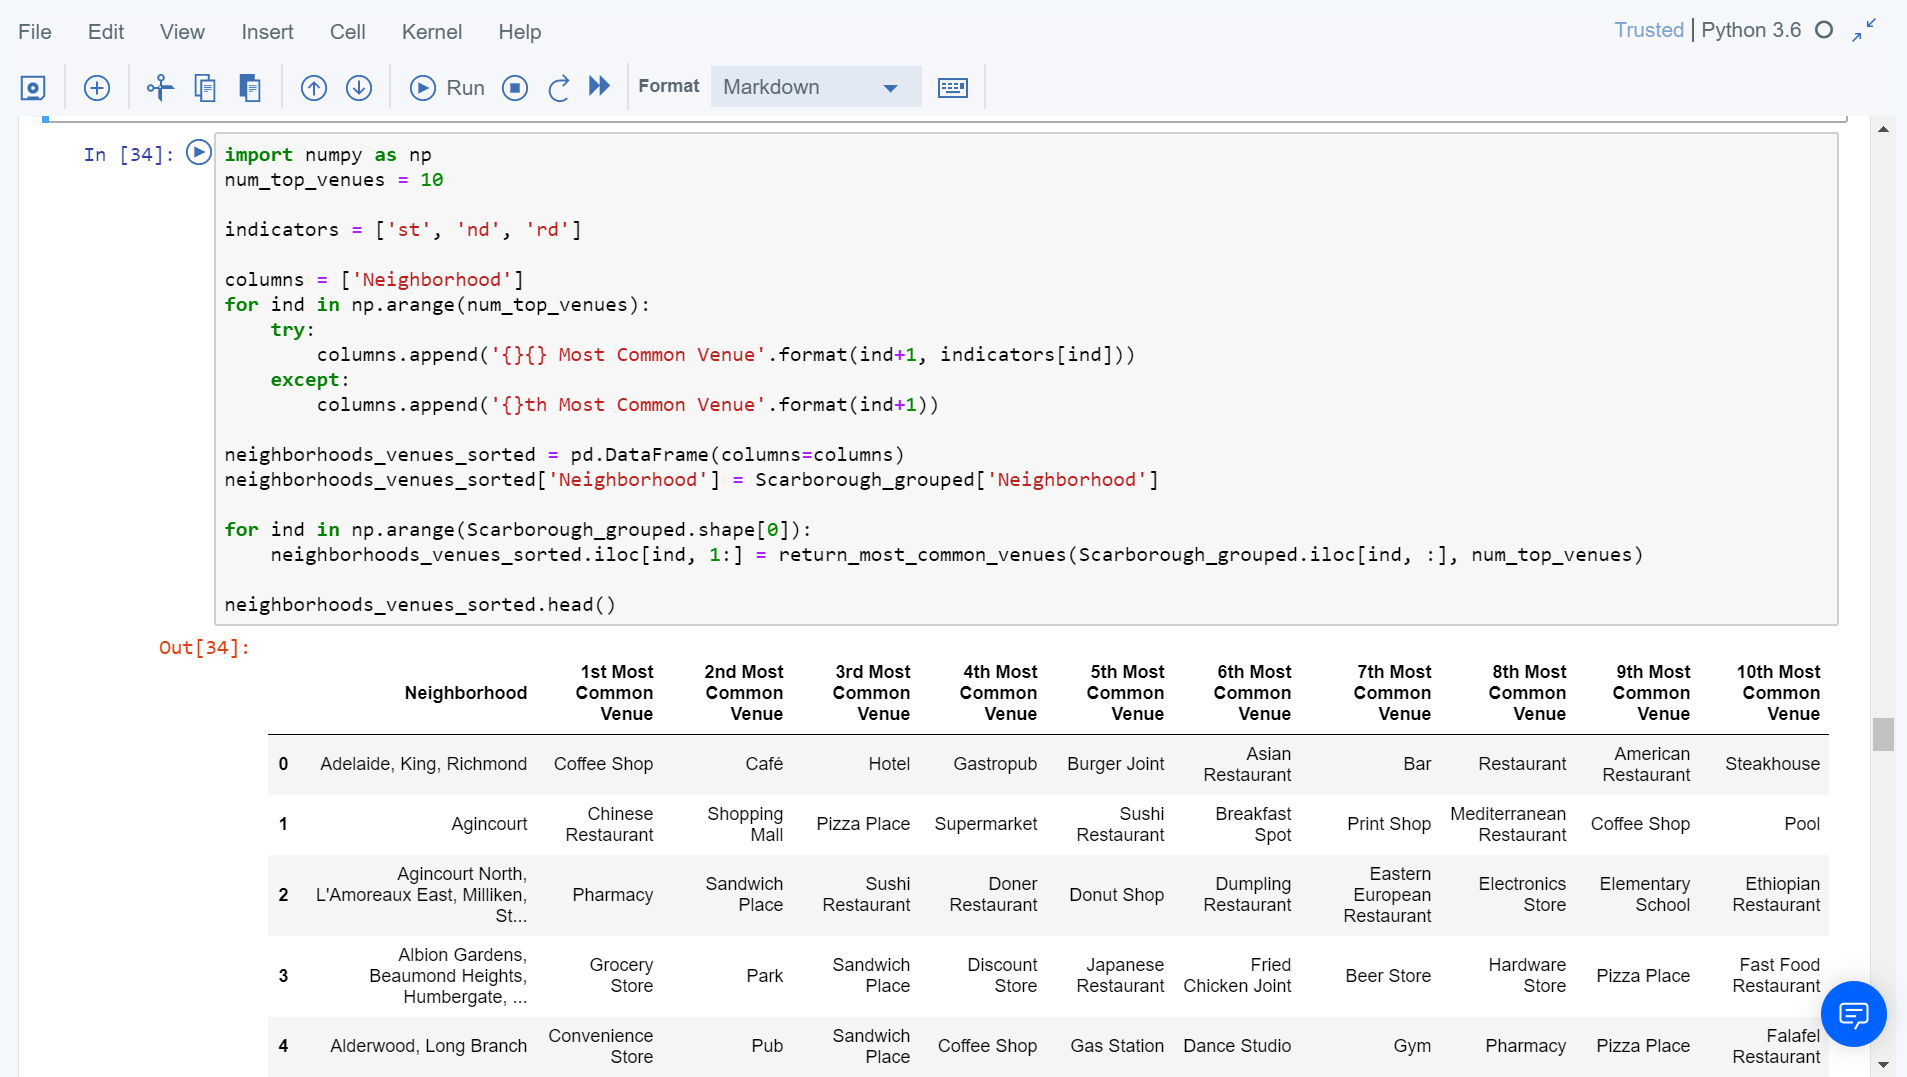 File Edit View Insert Cell Kernel Help
Trusted | Python 3.6
Run Format Markdown
In [34]:
import numpy as np
num_top_venues = 10
indicators = ['st', 'nd', 'rd']
columns = ['Neighborhood']
for ind in np.arange(num_top_venues):
    try:
        columns.append('{}{} Most Common Venue'.format(ind+1, indicators[ind]))
    except:
        columns.append('{}th Most Common Venue'.format(ind+1))
neighborhoods_venues_sorted = pd.DataFrame(columns=columns)
neighborhoods_venues_sorted['Neighborhood'] = Scarborough_grouped['Neighborhood']
for ind in np.arange(Scarborough_grouped.shape[0]):
    neighborhoods_venues_sorted.iloc[ind, 1:] = return_most_common_venues(Scarborough_grouped.iloc[ind, :], num_top_venues)
neighborhoods_venues_sorted.head()
Out[34]:
Neighborhood 1st Most Common Venue 2nd Most Common Venue 3rd Most Common Venue 4th Most Common Venue 5th Most Common Venue 6th Most Common Venue 7th Most Common Venue 8th Most Common Venue 9th Most Common Venue 10th Most Common Venue
0 Adelaide, King, Richmond Coffee Shop Café Hotel Gastropub Burger Joint Asian Restaurant Bar Restaurant American Restaurant Steakhouse
1 Agincourt Chinese Restaurant Shopping Mall Pizza Place Supermarket Sushi Restaurant Breakfast Spot Print Shop Mediterranean Restaurant Coffee Shop Pool
2 Agincourt North, L'Amoreaux East, Milliken, St... Pharmacy Sandwich Place Sushi Restaurant Doner Restaurant Donut Shop Dumpling Restaurant Eastern European Restaurant Electronics Store Elementary School Ethiopian Restaurant
3 Albion Gardens, Beaumond Heights, Humbergate, ... Grocery Store Park Sandwich Place Discount Store Japanese Restaurant Fried Chicken Joint Beer Store Hardware Store Pizza Place Fast Food Restaurant
4 Alderwood, Long Branch Convenience Store Pub Sandwich Place Coffee Shop Gas Station Dance Studio Gym Pharmacy Pizza Place Falafel Restaurant